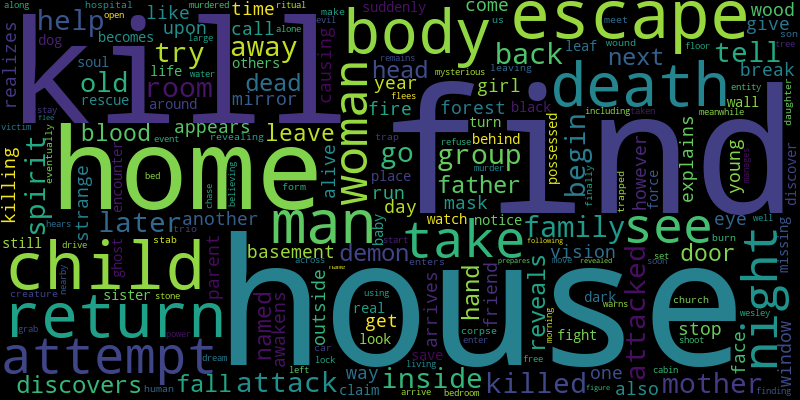 along hospital murdered ritual
open
help time like upon suddenly make
dog becomes call
kill
realizes
evil
soul large alone
try away
old life others
room dead
rescue around mirror
causing
body
escape
dark
black
come us meet wound floor wood son
mysterious
back leaf next give tree
remains leaving tell
death break
head year girl forest entity
fire black wall
flees turn
find
stay
flee
victim blood appears leave
killing
eventually event revealing
home
spirit strange
encounter
bed
chase
believing
form
alive
woman
trap refuse behind
go group
place murder
father
run mask
day
watch notice
possessed
begin
including taken meanwhile daughter
explains
however
force
young
trapped
finally
manages
discover
missing
later another
still hears trio
stab
man
baby
start
take
following
family see eye well
burn
child
drive
ghost
parent
basement demon
across
vision move revealed set
soon
door
night
window
creature
nearby
sister stone
return
grab
power
named
awakens
house
outside
using
real
get
look
enters
arrives
friend
hand
reveals
prepares
morning
dark warns church wesley
fight
attacked
stop
shoot
face
attempt
dream
car
lock
save
corpse
enter
free
cabin
living
discovers human fall attack left
claim way inside
arrive bedroom
killed
figure
one
also mother
finding